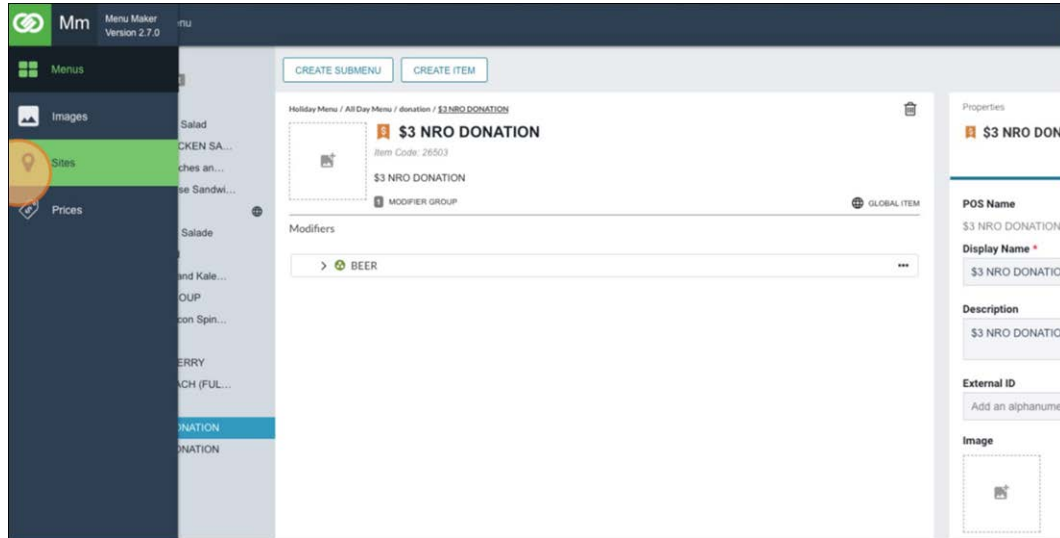 Mm
Menu Maker
Version 2.7.0
nu
Menus
Images
Sites
Prices
Salad
CKEN SA...
ches an...
se Sandwi...
Salade
and Kale...
OUP
con Spin...
ERRY
ACH (FUL...
ONATION
ONATION
CREATE SUBMENU
CREATE ITEM
Holiday Menu / All Day Menu / donation / $3 NRO DONATION
$3 NRO DONATION
Item Code: 26503
$3 NRO DONATION
MODIFIER GROUP
GLOBAL ITEM
Modifiers
BEER
Properties
$3 NRO DON
POS Name
$3 NRO DONATION
Display Name *
$3 NRO DONATIO
Description
$3 NRO DONATIO
External ID
Add an alphanume
Image